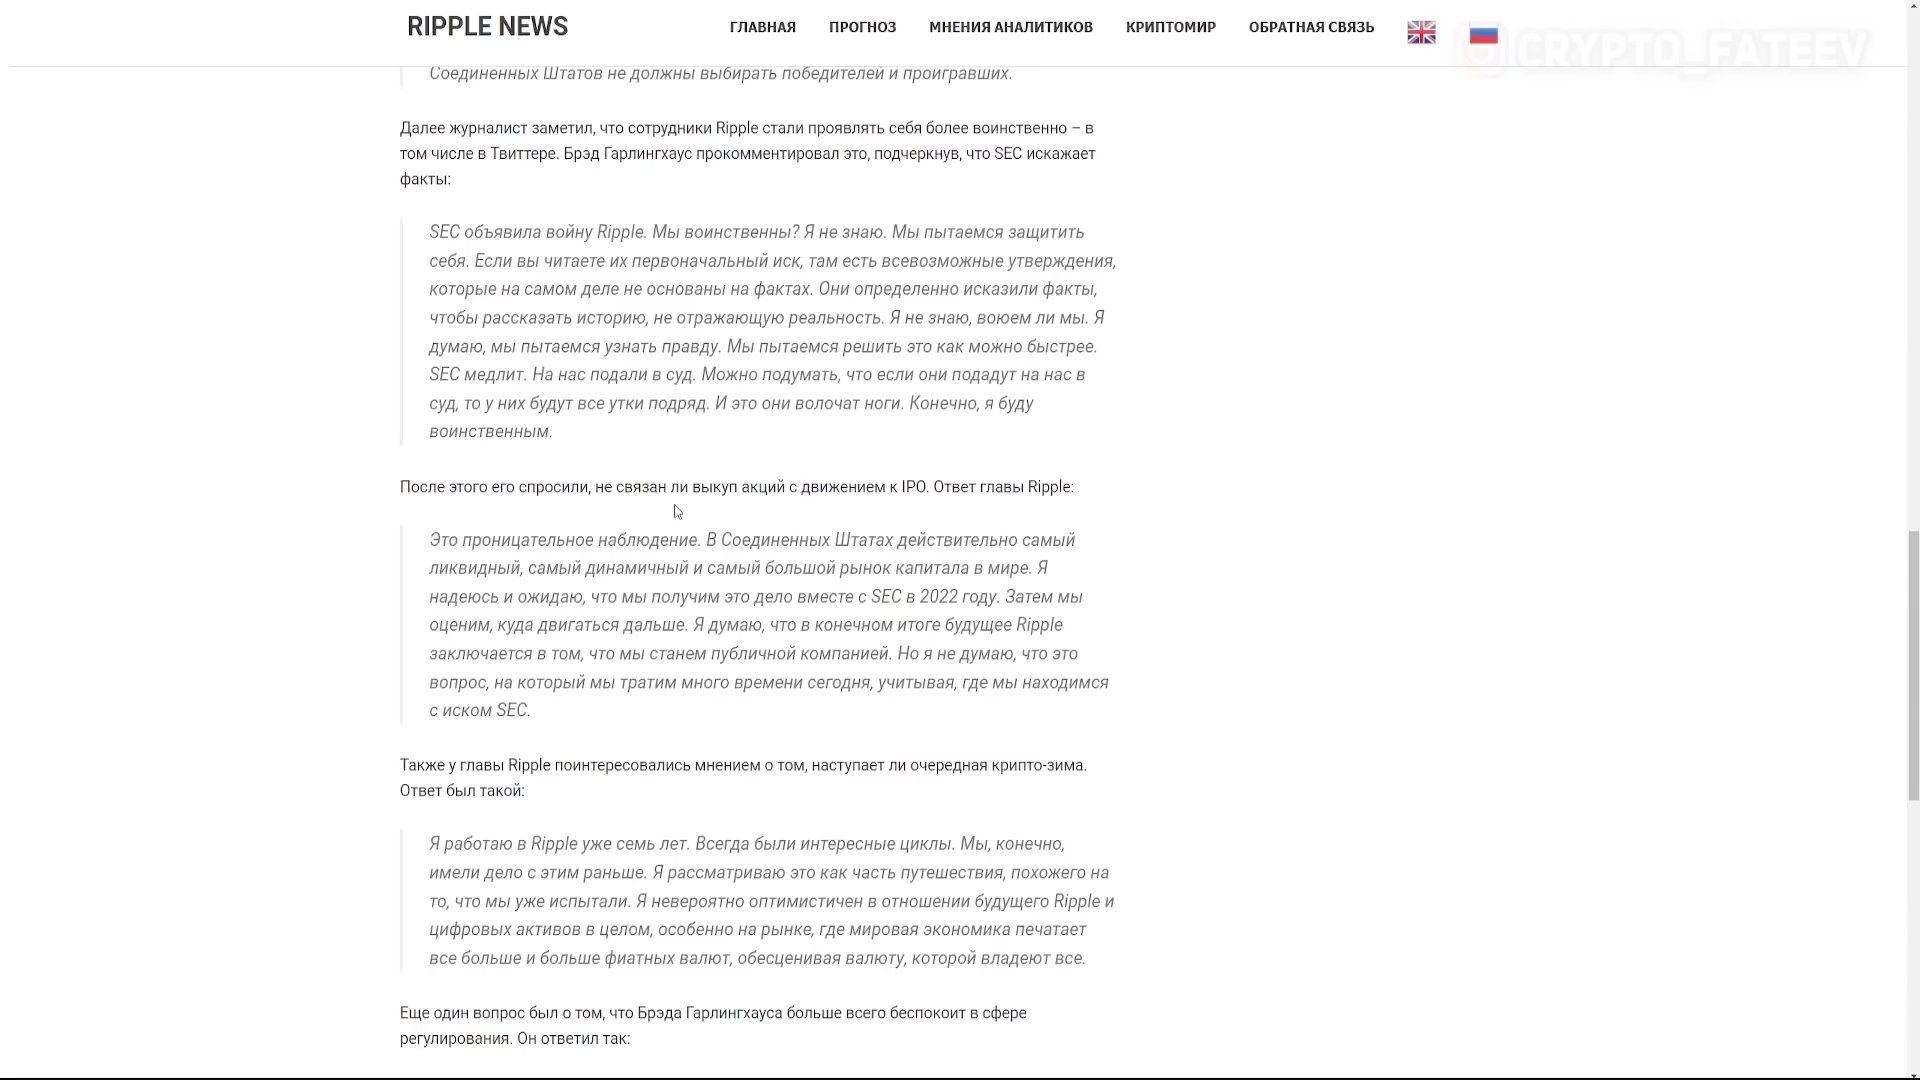 RIPPLE NEWS
ГЛАВНАЯ ПРОГНОЗ МНЕНИЯ АНАЛИТИКОВ КРИПТОМИР ОБРАТНАЯ СВЯЗЬ
CRYPTO_FATEEV
Соединенных Штатов не должны выбирать победителей и проигравших.
Далее журналист заметил, что сотрудники Ripple стали проявлять себя более воинственно – в
том числе в Твиттере. Брэд Гарлингхаус прокомментировал это, подчеркнув, что SEC искажает
факты:
SEC объявила войну Ripple. Мы воинственны? Я не знаю. Мы пытаемся защитить
себя. Если вы читаете их первоначальный иск, там есть всевозможные утверждения,
которые на самом деле не основаны на фактах. Они определенно исказили факты,
чтобы рассказать историю, не отражающую реальность. Я не знаю, воюем ли мы. Я
думаю, мы пытаемся узнать правду. Мы пытаемся решить это как можно быстрее.
SEC медлит. На нас подали в суд. Можно подумать, что если они подадут на нас в
суд, то у них будут все утки подряд. И это они волочат ноги. Конечно, я буду
воинственным.
После этого его спросили, не связан ли выкуп акций с движением к IPO. Ответ главы Ripple:
Это проницательное наблюдение. В Соединенных Штатах действительно самый
ликвидный, самый динамичный и самый большой рынок капитала в мире. Я
надеюсь и ожидаю, что мы получим это дело вместе с SEC в 2022 году. Затем мы
оценим, куда двигаться дальше. Я думаю, что в конечном итоге будущее Ripple
заключается в том, что мы станем публичной компанией. Но я не думаю, что это
вопрос, на который мы тратим много времени сегодня, учитывая, где мы находимся
с иском SEC.
Также у главы Ripple поинтересовались мнением о том, наступает ли очередная крипто-зима.
Ответ был такой:
Я работаю в Ripple уже семь лет. Всегда были интересные циклы. Мы, конечно,
имели дело с этим раньше. Я рассматриваю это как часть путешествия, похожего на
то, что мы уже испытали. Я невероятно оптимистичен в отношении будущего Ripple и
цифровых активов в целом, особенно на рынке, где мировая экономика печатает
все больше и больше фиатных валют, обесценивая валюту, которой владеют все.
Еще один вопрос был о том, что Брэда Гарлингхауса больше всего беспокоит в сфере
регулирования. Он ответил так: